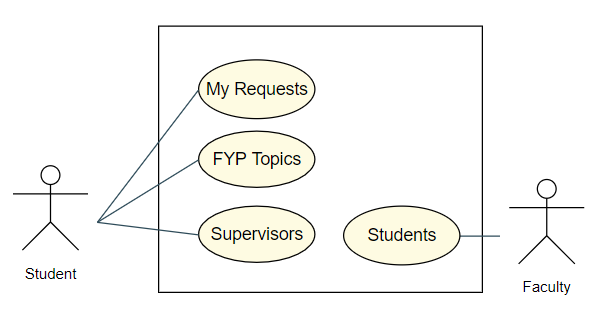 My Requests
FYP Topics
Supervisors
Students
Student
Faculty